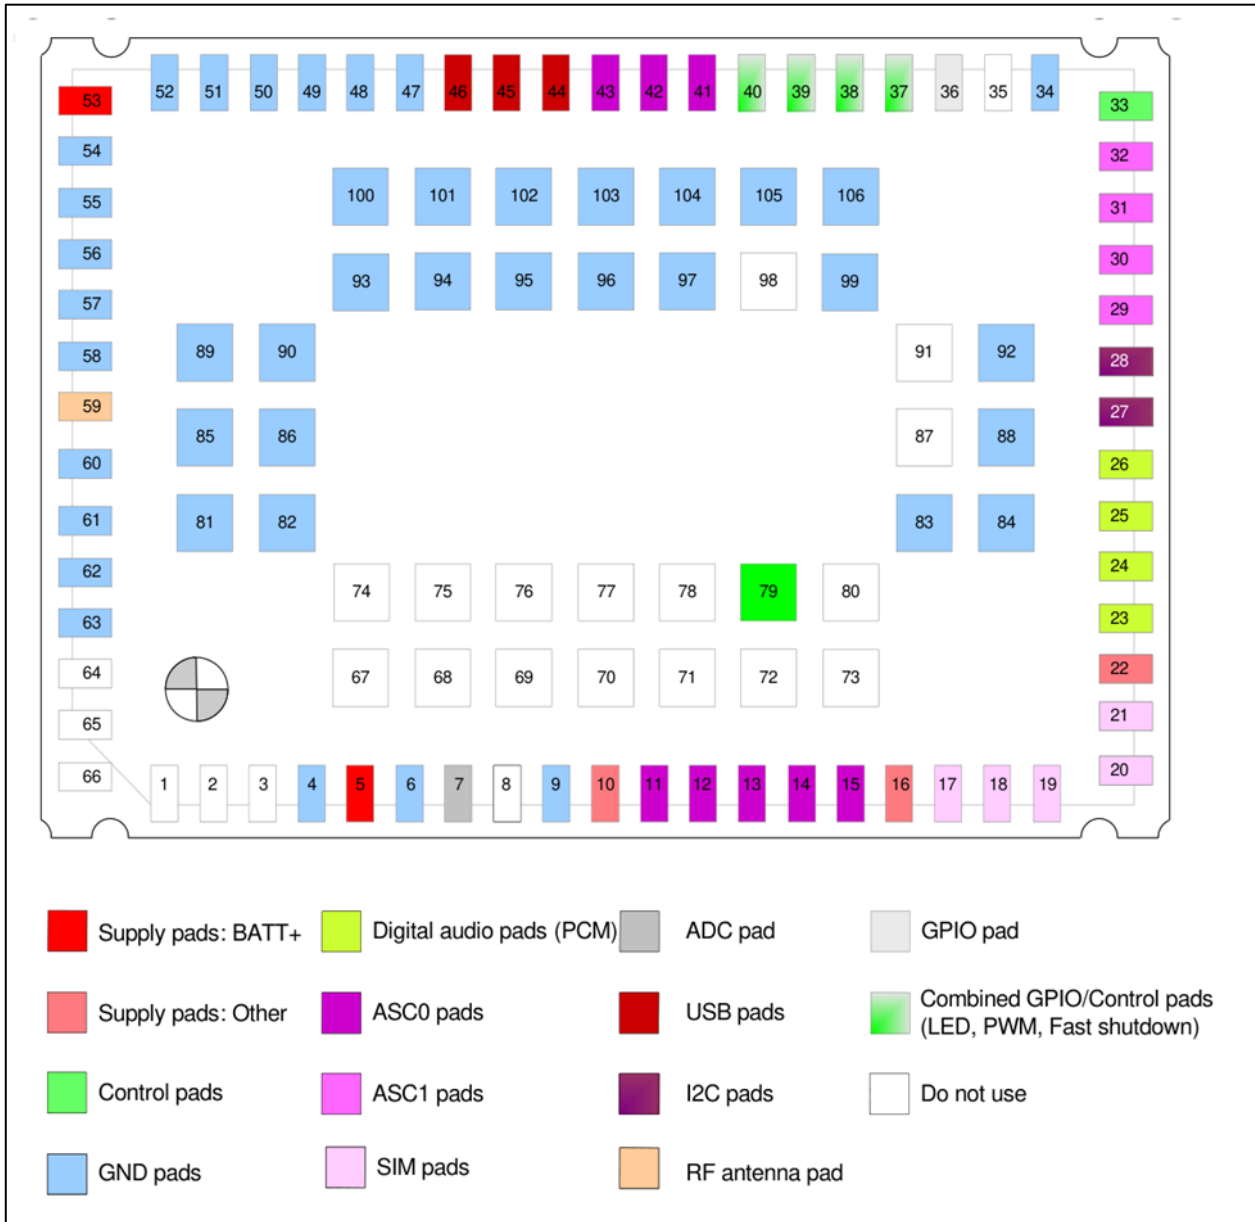 52 51 50 49 48 47 46 45 44 43 42 41 40 39 38 37 36 35 34
53 33
54 32
55 31
56 30
57 29
58 28
59 27
60 26
61 25
62 24
63 23
64 22
65 21
66 20
100 101 102 103 104 105 106
93 94 95 96 97 98 99
89 90 91 92
85 86 87 88
81 82 83 84
74 75 76 77 78 79 80
67 68 69 70 71 72 73
1 2 3 4 5 6 7 8 9 10 11 12 13 14 15 16 17 18 19
Supply pads: BATT+
Digital audio pads (PCM)
ADC pad
GPIO pad
Supply pads: Other
ASC0 pads
USB pads
Combined GPIO/Control pads
(LED, PWM, Fast shutdown)
Control pads
ASC1 pads
I2C pads
Do not use
GND pads
SIM pads
RF antenna pad